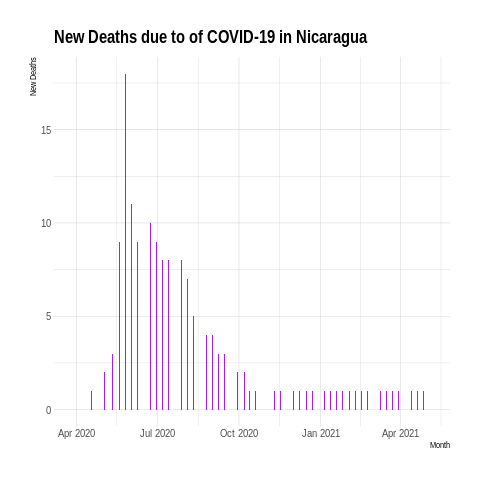 New Deaths due to of COVID-19 in Nicaragua
New Deaths
15
10
5
0
Apr 2020 Jul 2020 Oct 2020 Jan 2021 Apr 2021
Month